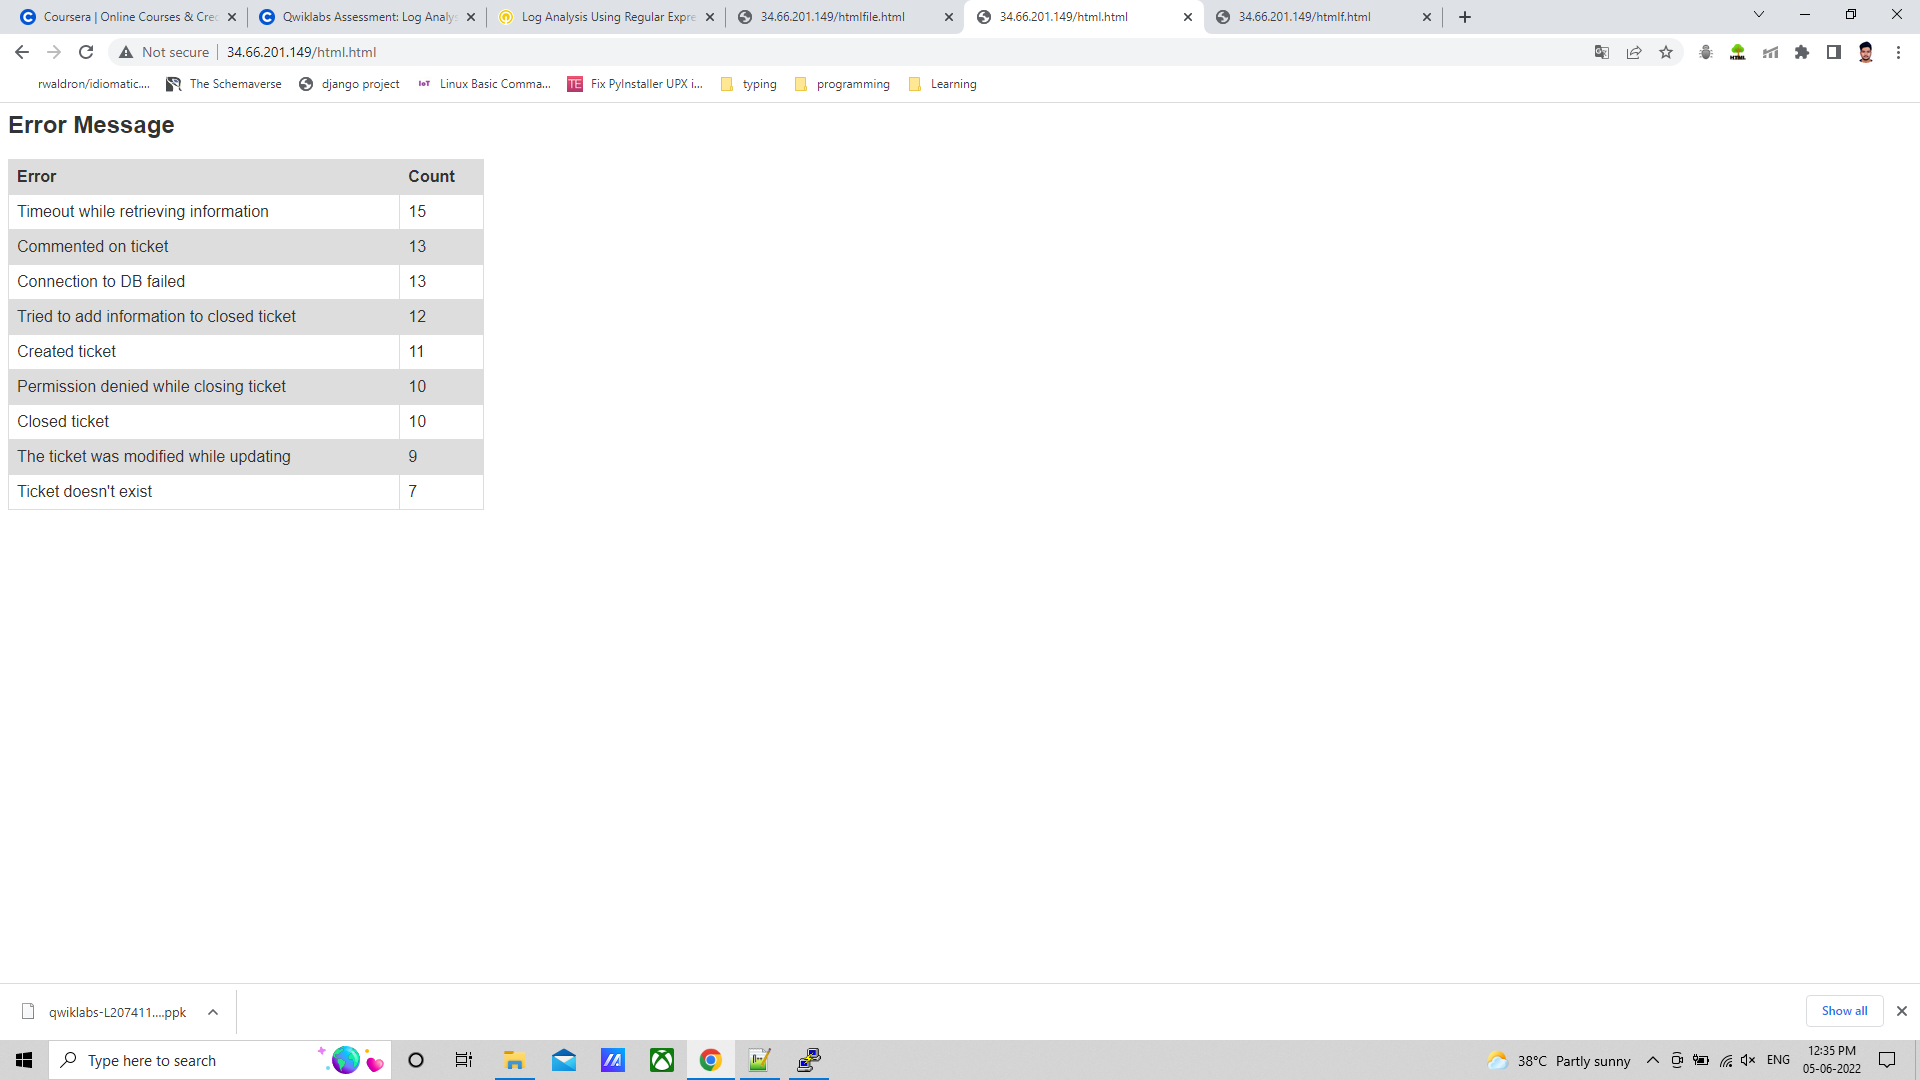 Coursera | Online Courses & Cre
Qwiklabs Assessment: Log Analys
Log Analysis Using Regular Expre
34.66.201.149/htmlfile.html
34.66.201.149/html.html
34.66.201.149/htmlf.html
Not secure
34.66.201.149/html.html
rwaldron/idiomatic....
The Schemaverse
django project
IoT
Linux Basic Comma...
TE
Fix PyInstaller UPX i...
typing
programming
Learning
Error Message
Error Count
Timeout while retrieving information 15
Commented on ticket 13
Connection to DB failed 13
Tried to add information to closed ticket 12
Created ticket 11
Permission denied while closing ticket 10
Closed ticket 10
The ticket was modified while updating 9
Ticket doesn't exist 7
qwiklabs-L207411....ppk
Show all
Type here to search
38°C Partly sunny
ENG
12:35 PM
05-06-2022